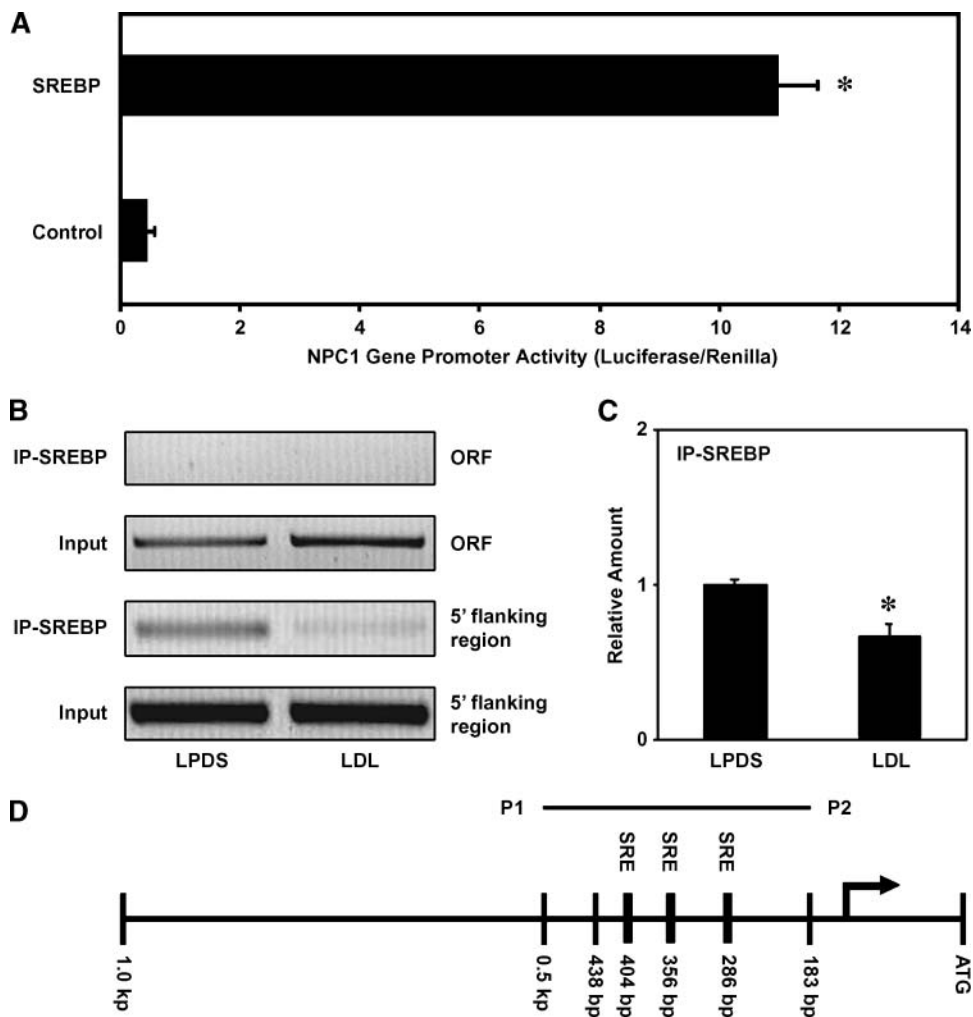 A
SREBP
*
Control
0 2 4 6 8 10 12 14
NPC1 Gene Promoter Activity (Luciferase/Renilla)
B
IP-SREBP ORF
Input ORF
IP-SREBP 5' flanking
region
Input 5' flanking
region
LPDS LDL
C
2
IP-SREBP
Relative Amount
1
*
0
LPDS LDL
D
P1 P2
SRE SRE SRE
1.0 kp 0.5 kp 438 bp 404 bp 356 bp 286 bp 183 bp ATG